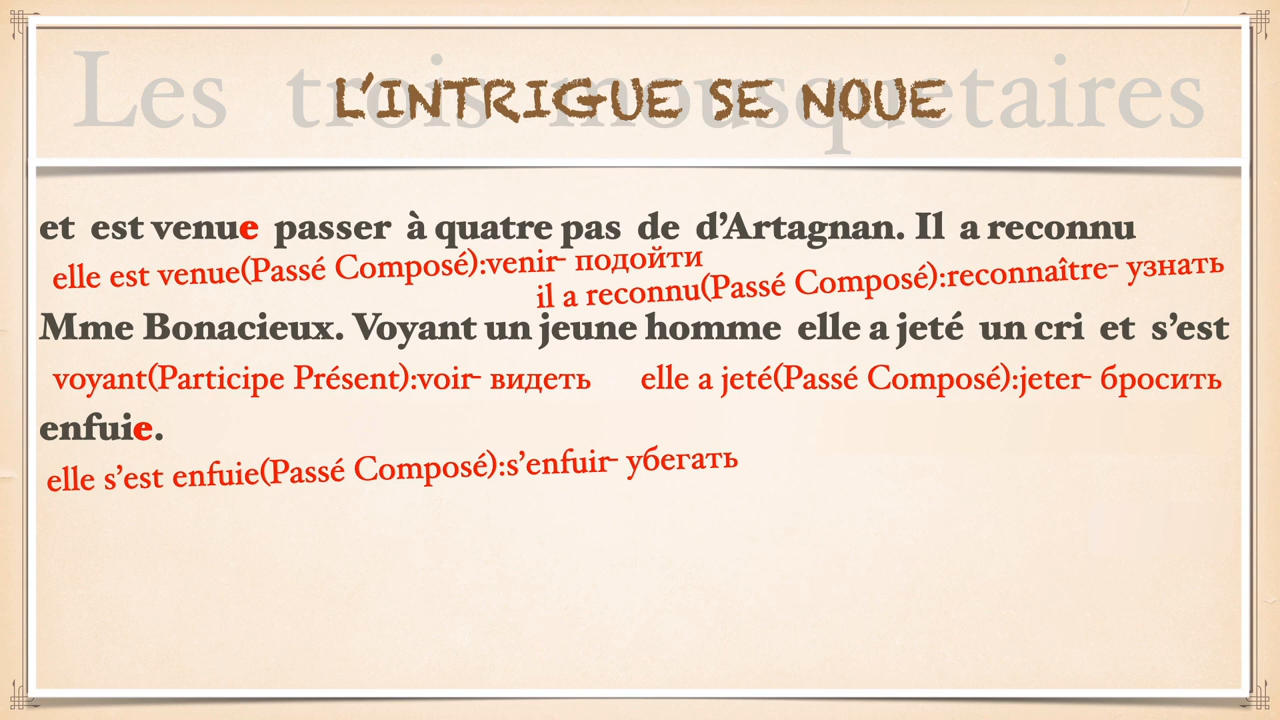 Les trois mousquetaires
L'INTRIGUE SE NOUE
et est venue passer à quatre pas de d'Artagnan. Il a reconnu
elle est venue(Passé Composé):venir- подойти
il a reconnu(Passé Composé):reconnaître- узнать
Mme Bonacieux. Voyant un jeune homme elle a jeté un cri et s'est
voyant(Participe Présent):voir- видеть elle a jeté(Passé Composé):jeter- бросить
enfuie.
elle s'est enfuie(Passé Composé):s'enfuir- убегать